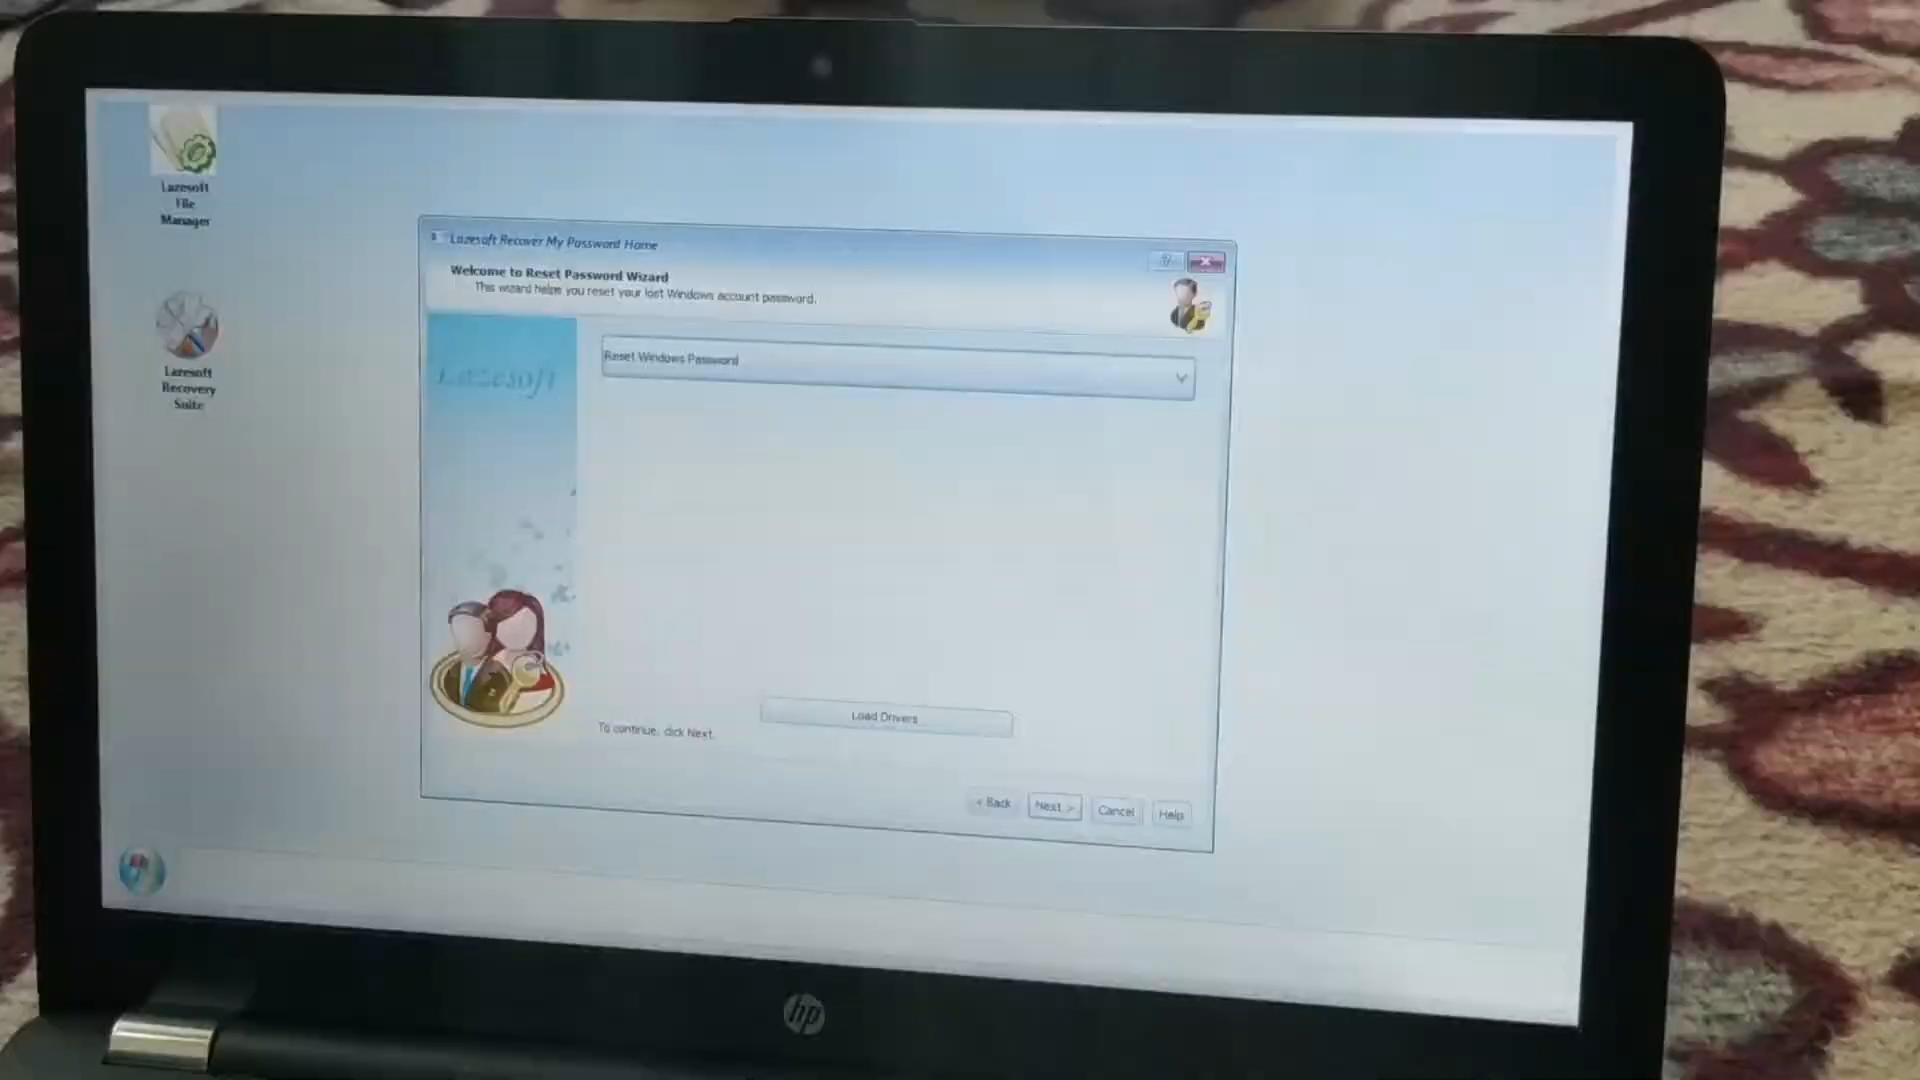 Lazesoft
File
Manager
Lazesoft
Recovery
Suite
Lazesoft Recover My Password Home
Welcome to Reset Password Wizard
This wizard helps you reset your lost Windows account password.
Lazesoft
Reset Windows Password
Load Drivers
To continue, click Next.
< Back
Next >
Cancel
Help
hp